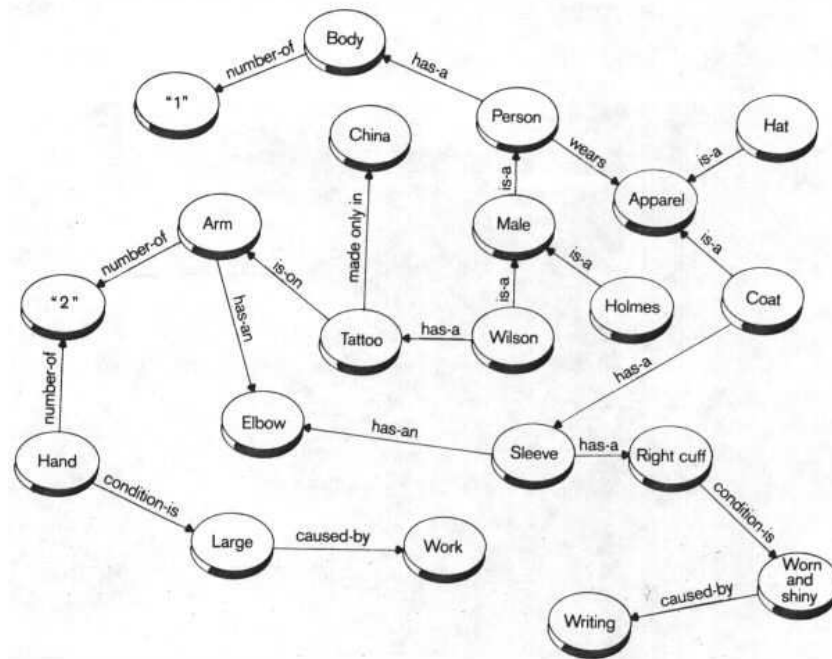 Body
number-of
has-a
"1"
China
Person
Hat
wears
is-a
Apparel
is-a
made only in
Arm
Male
number-of
is-on
is-a
is-a
"2"
has-an
is-a
Holmes
Coat
Tattoo
has-a
Wilson
number-of
has-a
Elbow
has-an
Sleeve
has-a
Right cuff
Hand
condition-is
condition-is
Large
caused-by
Work
Worn
and
shiny
caused-by
Writing